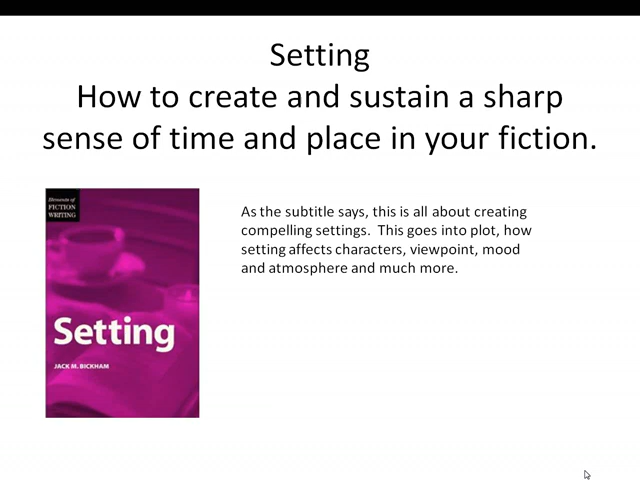 Setting
How to create and sustain a sharp
sense of time and place in your fiction.
Elements of
FICTION
WRITING
Setting
JACK M. BICKHAM
As the subtitle says, this is all about creating
compelling settings.  This goes into plot, how
setting affects characters, viewpoint, mood
and atmosphere and much more.